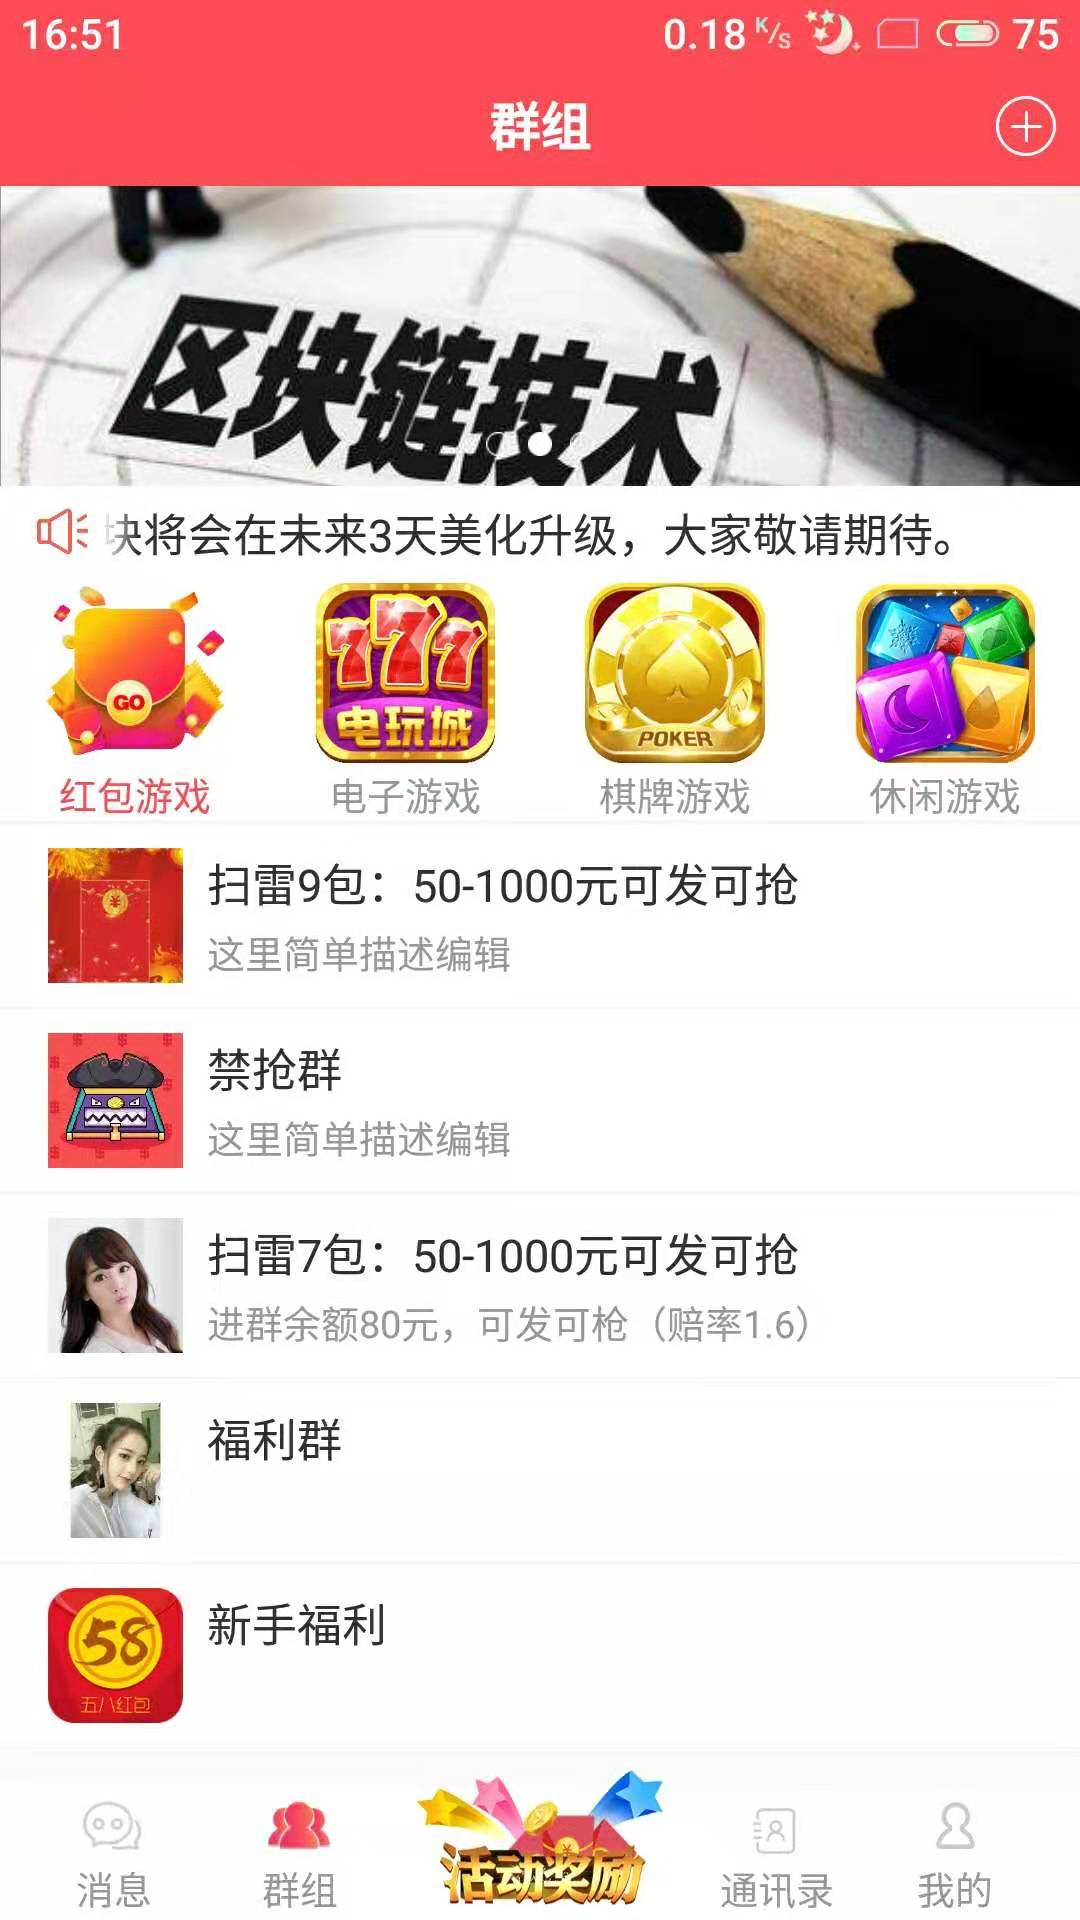 16:51
0.18 K/s
75
群组
区块链技术
块将会在未来3天美化升级，大家敬请期待。
GO
777
电玩城
POKER
红包游戏
电子游戏
棋牌游戏
休闲游戏
扫雷9包：50-1000元可发可抢
这里简单描述编辑
禁抢群
这里简单描述编辑
扫雷7包：50-1000元可发可抢
进群余额80元，可发可枪（赔率1.6）
福利群
新手福利
58
五八红包
活动奖励
消息
群组
通讯录
我的